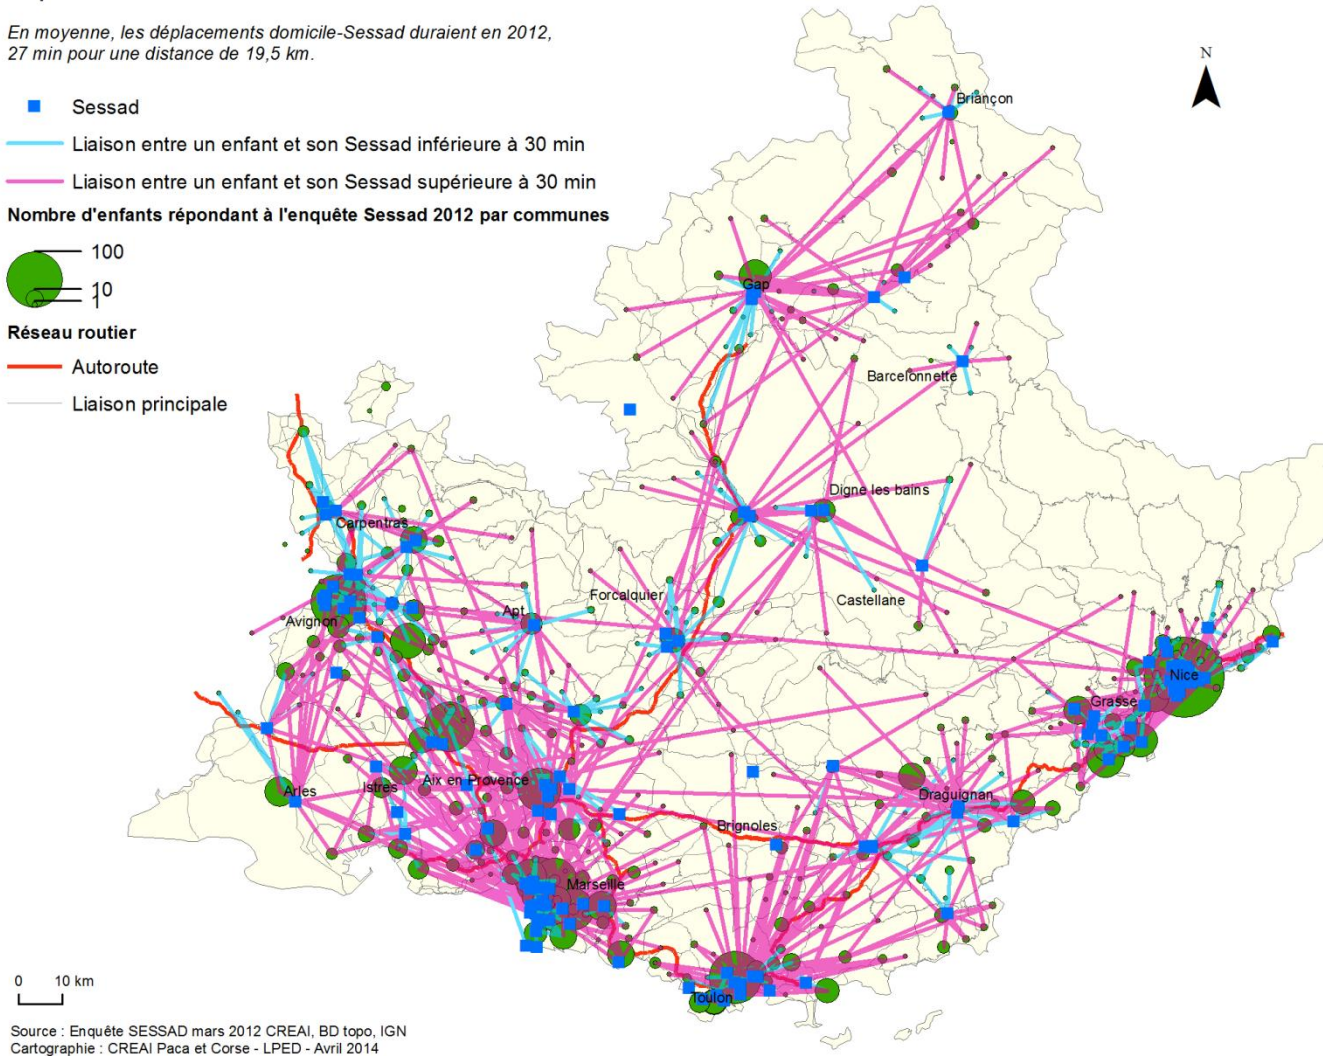 En moyenne, les déplacements domicile-Sessad duraient en 2012,
27 min pour une distance de 19,5 km.
Sessad
Liaison entre un enfant et son Sessad inférieure à 30 min
Liaison entre un enfant et son Sessad supérieure à 30 min
Nombre d'enfants répondant à l'enquête Sessad 2012 par communes
100
10
1
Réseau routier
Autoroute
Liaison principale
N
Briançon
Gap
Barcelonnette
Digne les bains
Carpentras
Forcalquier
Castellane
Apt
Avignon
Nice
Grasse
Aix en Provence
Istres
Arles
Draguignan
Brignoles
Marseille
Toulon
0 10 km
Source : Enquête SESSAD mars 2012 CREAI, BD topo, IGN
Cartographie : CREAI Paca et Corse - LPED - Avril 2014